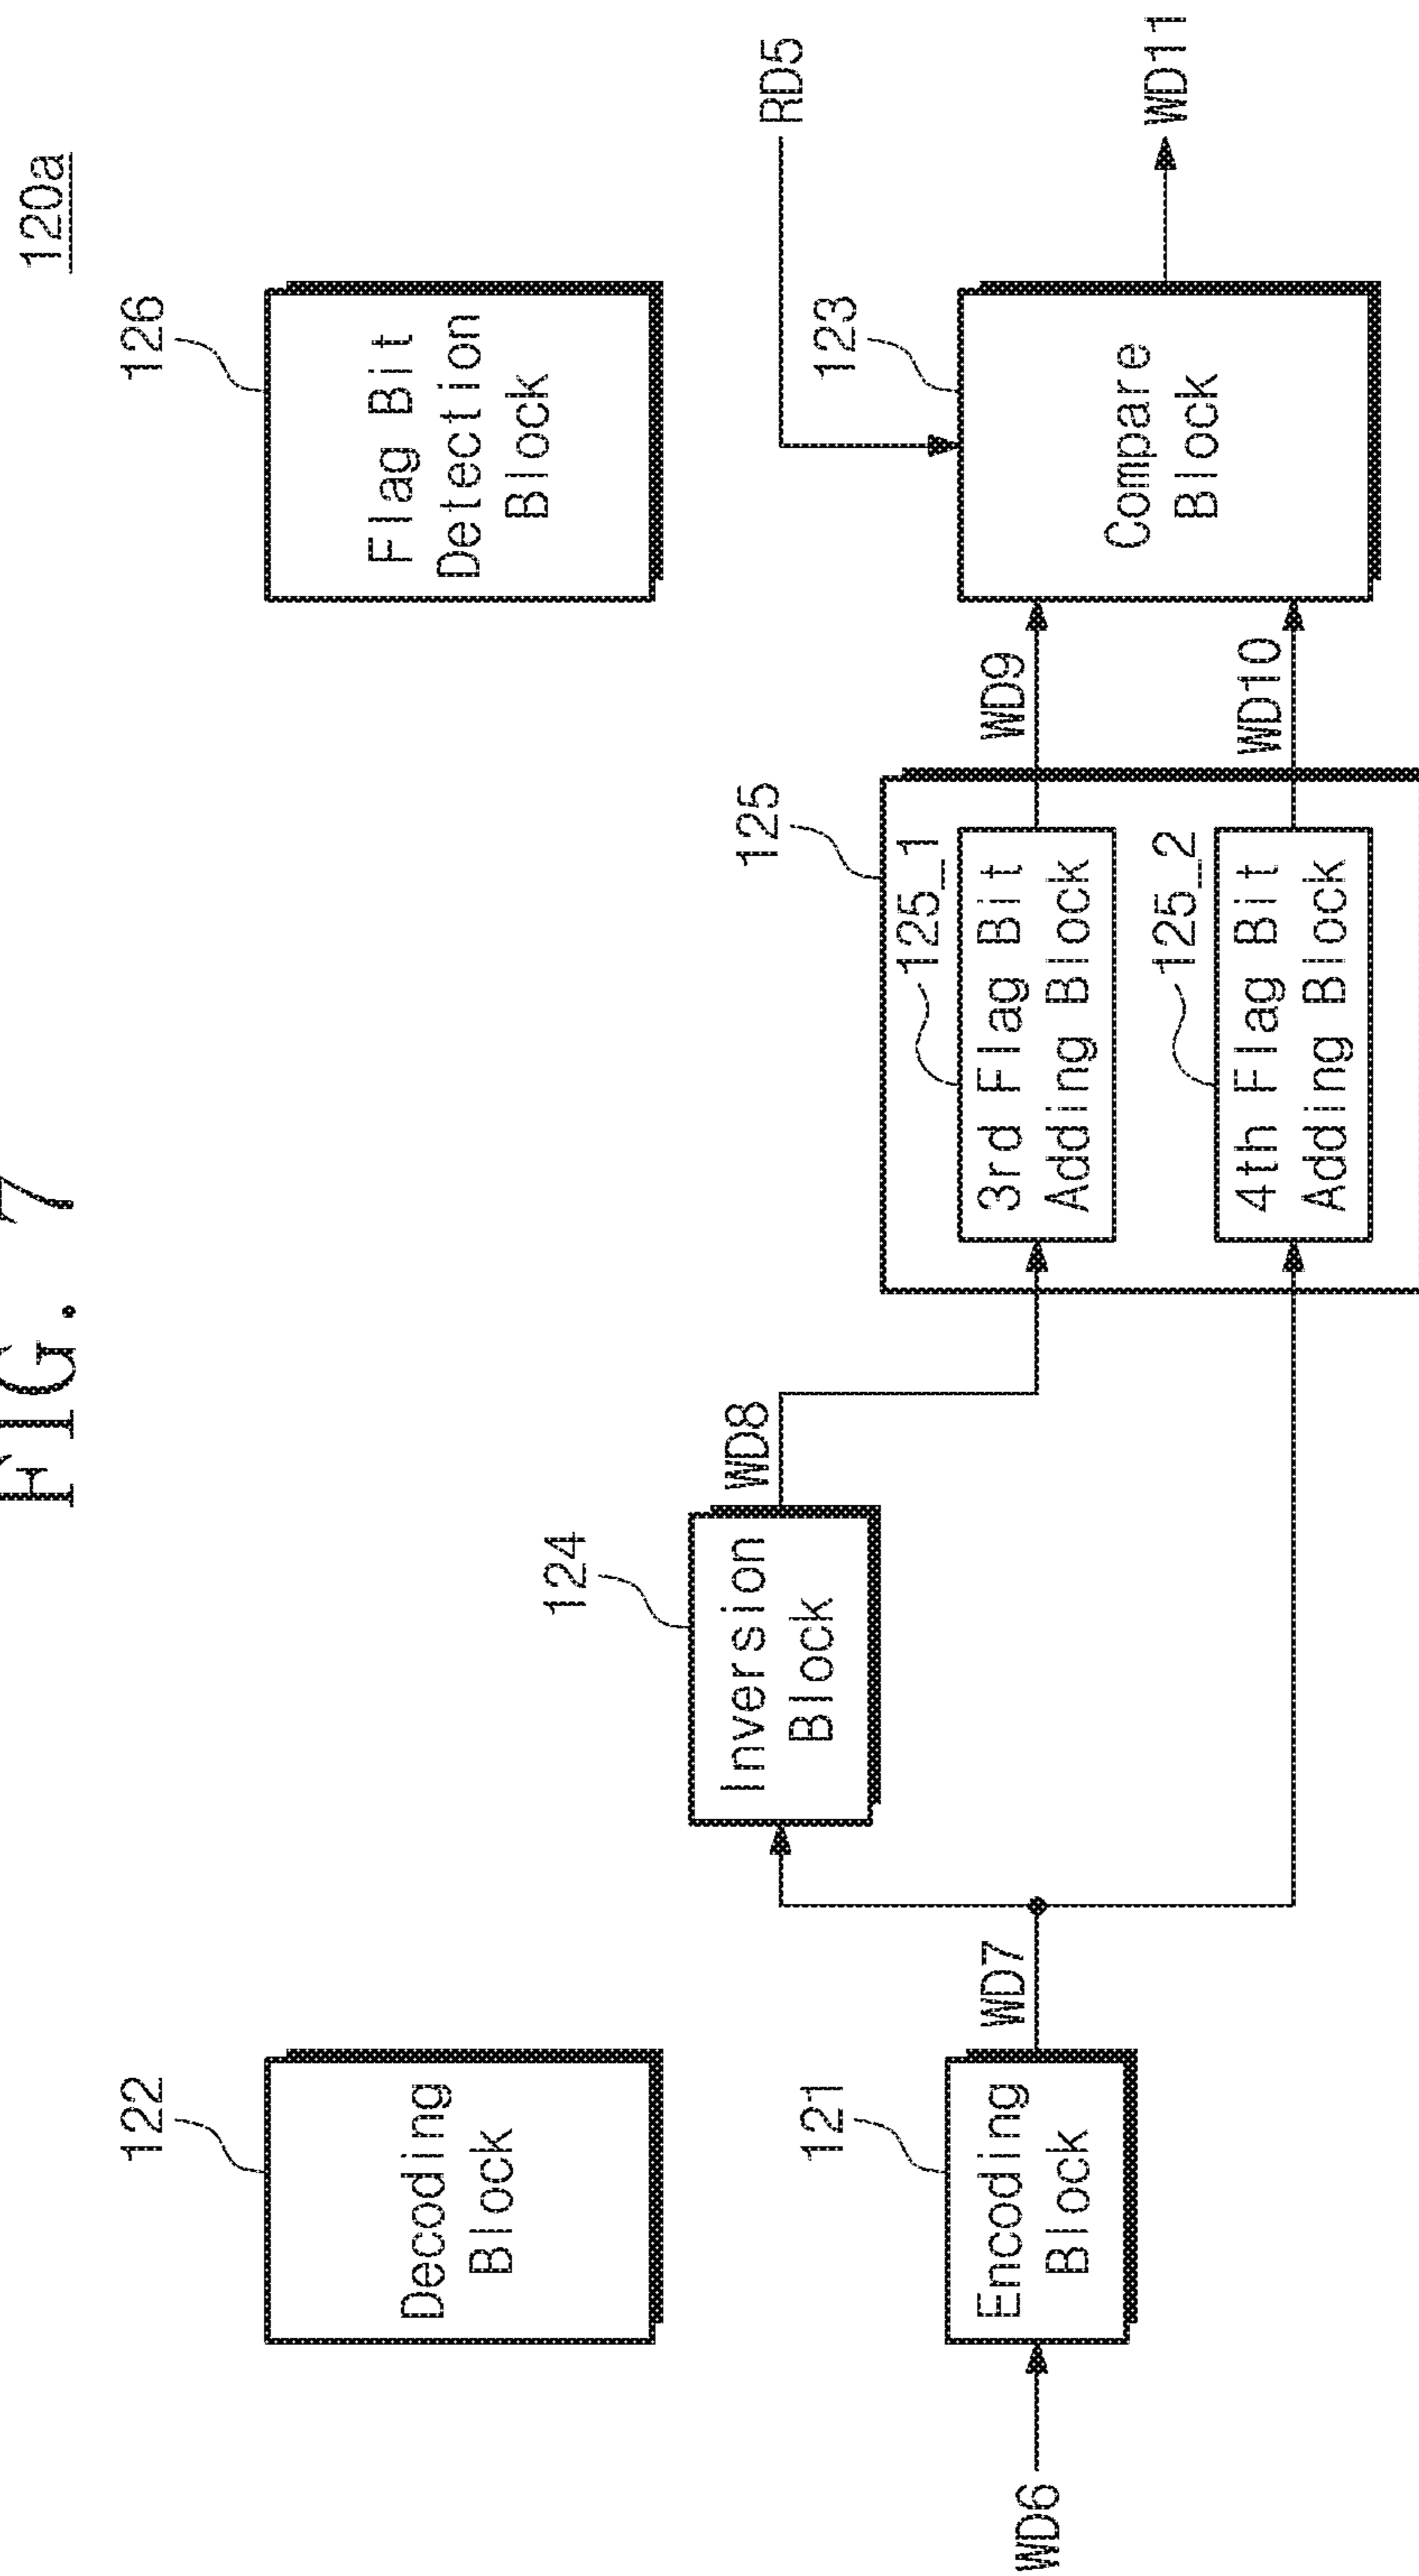 FIG. 7
120a
122
Decoding
Block
126
Flag Bit
Detection
Block
124
Inversion
Block
WD8
RD5
125
121
Encoding
Block
WD6
WD7
125_1
3rd Flag Bit
Adding Block
WD9
123
Compare
Block
WD11
125_2
4th Flag Bit
Adding Block
WD10